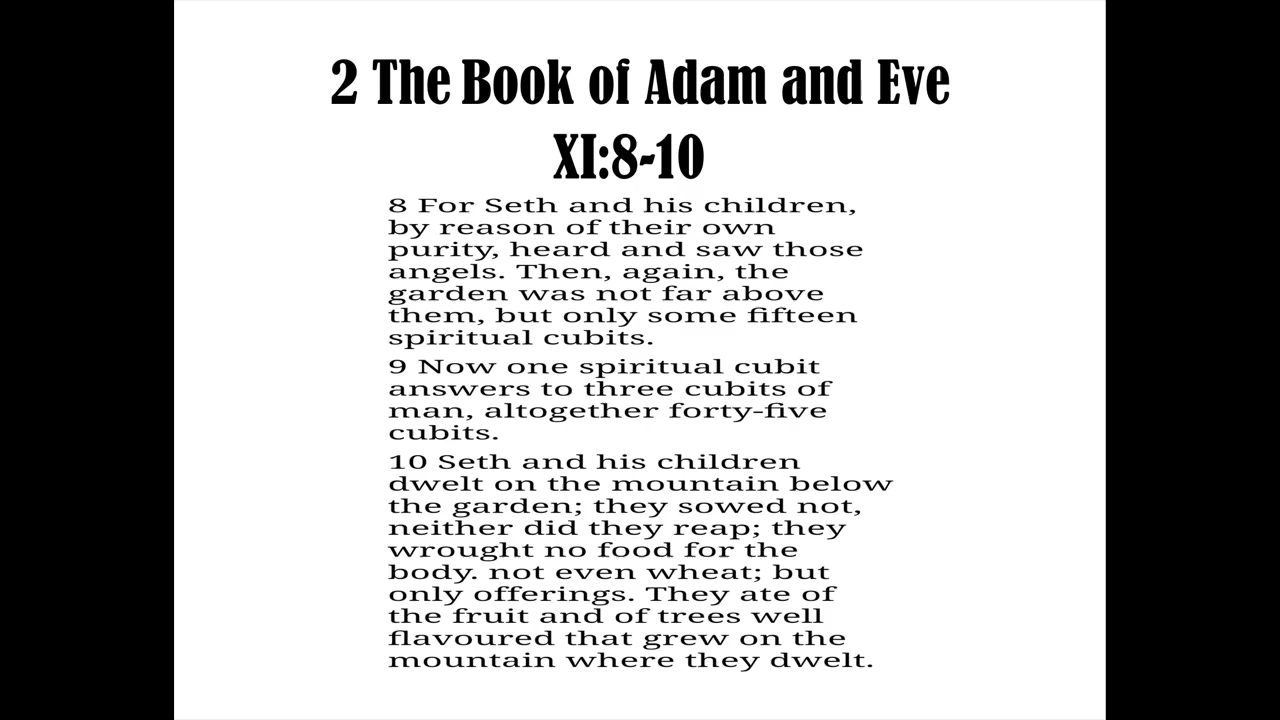 2 The Book of Adam and Eve
XI:8-10
8 For Seth and his children,
by reason of their own
purity, heard and saw those
angels. Then, again, the
garden was not far above
them, but only some fifteen
spiritual cubits.
9 Now one spiritual cubit
answers to three cubits of
man, altogether forty-five
cubits.
10 Seth and his children
dwelt on the mountain below
the garden; they sowed not,
neither did they reap; they
wrought no food for the
body. not even wheat; but
only offerings. They ate of
the fruit and of trees well
flavoured that grew on the
mountain where they dwelt.